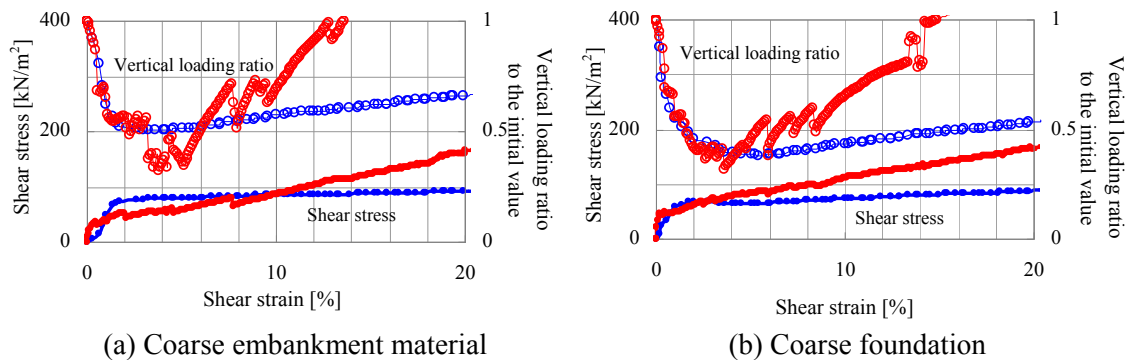 400
200
0
Shear stress [kN/m²]
Vertical loading ratio
Shear stress
1
0.5
0
Vertical loading ratio
to the initial value
0
10
20
Shear strain [%]
(a) Coarse embankment material
400
200
0
Shear stress [kN/m²]
Vertical loading ratio
Shear stress
1
0.5
0
Vertical loading ratio
to the initial value
0
10
20
Shear strain [%]
(b) Coarse foundation